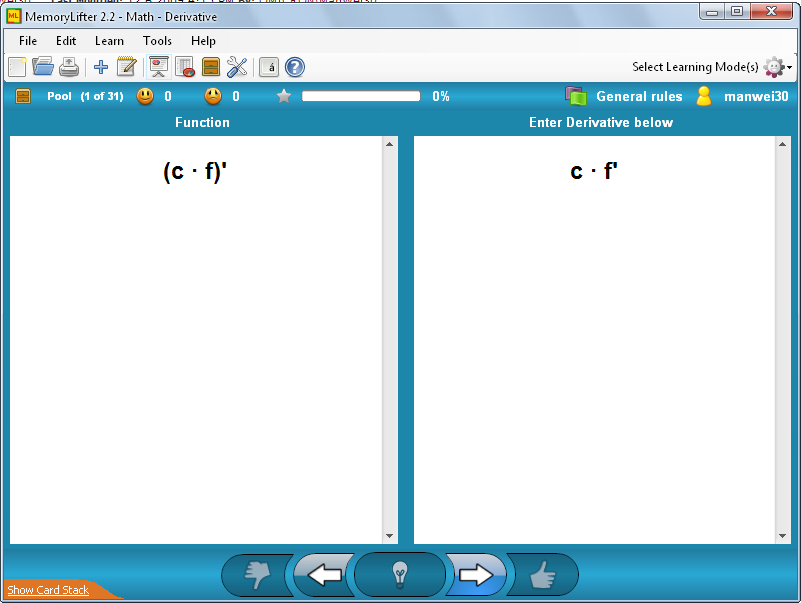 MemoryLifter 2.2 - Math - Derivative
File Edit Learn Tools Help
Select Learning Mode(s)
Pool (1 of 31) 0 0 0% General rules manwei30
Function Enter Derivative below
(c · f)' c · f'
Show Card Stack